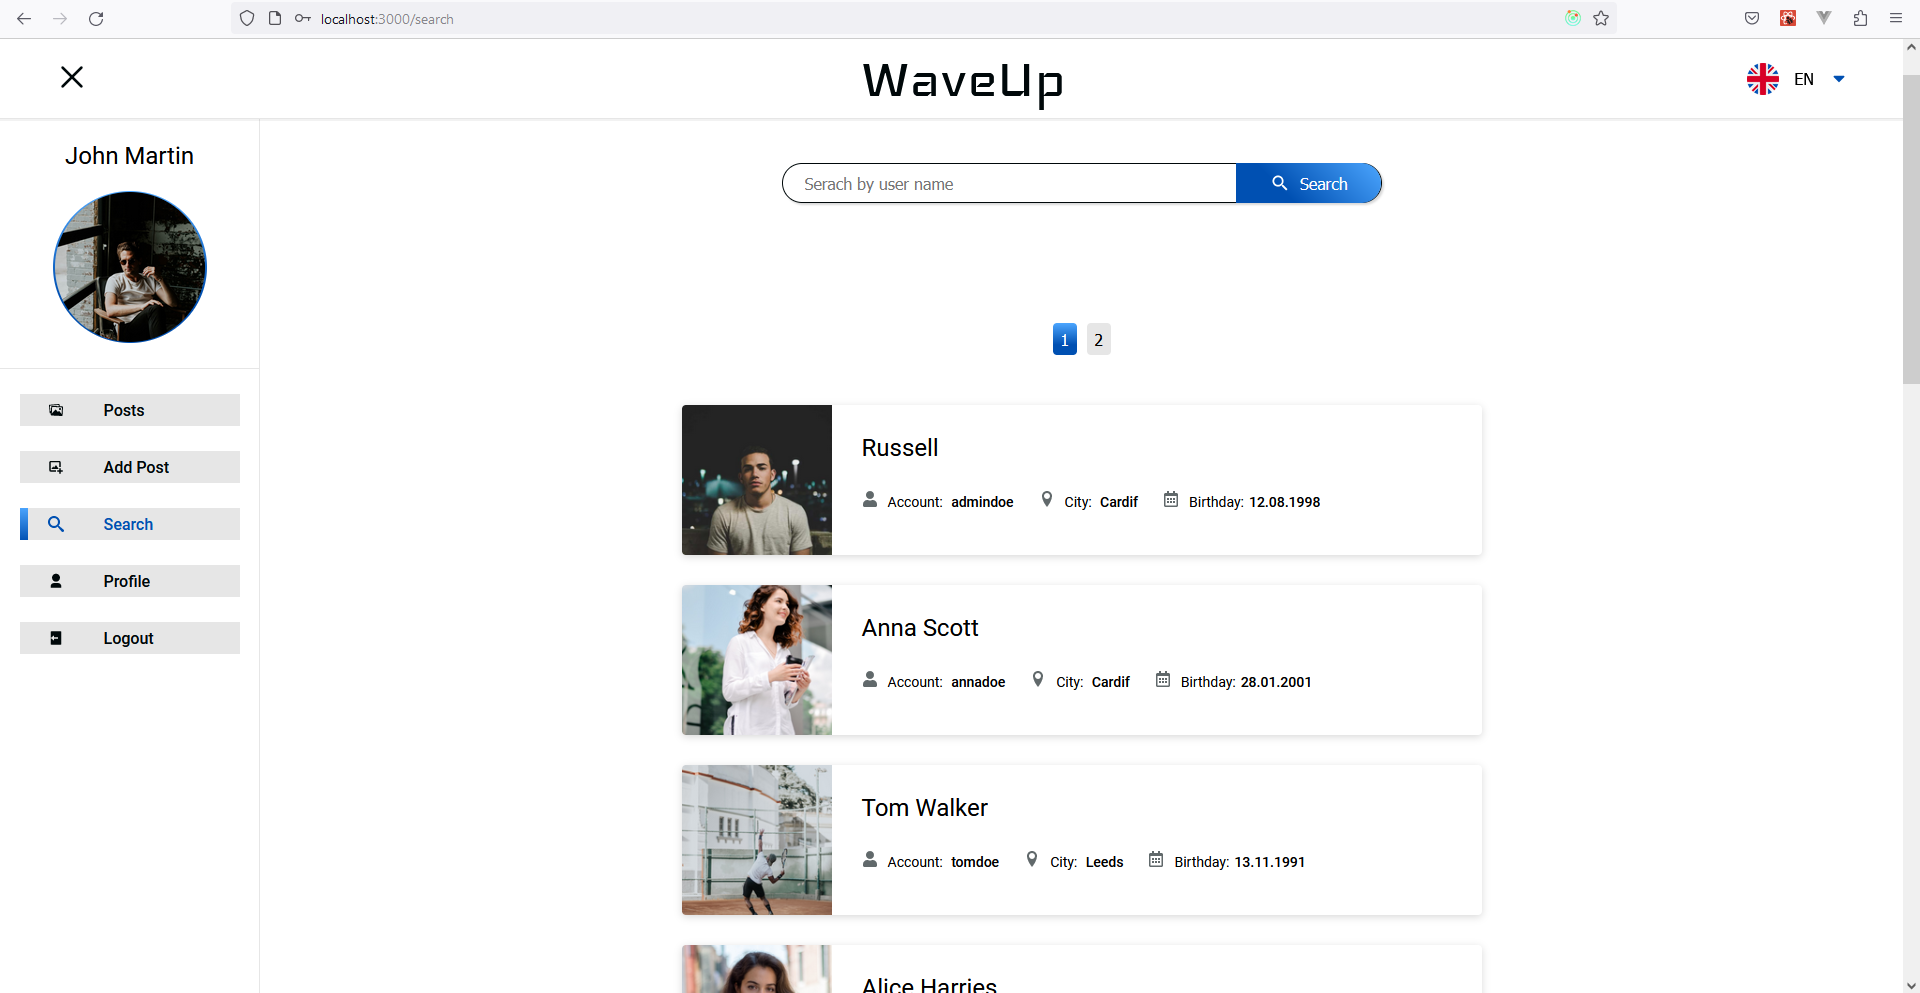 localhost:3000/search
WaveUp
EN
John Martin
Serach by user name
Search
1 2
Posts
Add Post
Search
Profile
Logout
Russell
Account: admindoe City: Cardif Birthday: 12.08.1998
Anna Scott
Account: annadoe City: Cardif Birthday: 28.01.2001
Tom Walker
Account: tomdoe City: Leeds Birthday: 13.11.1991
Alice Harries